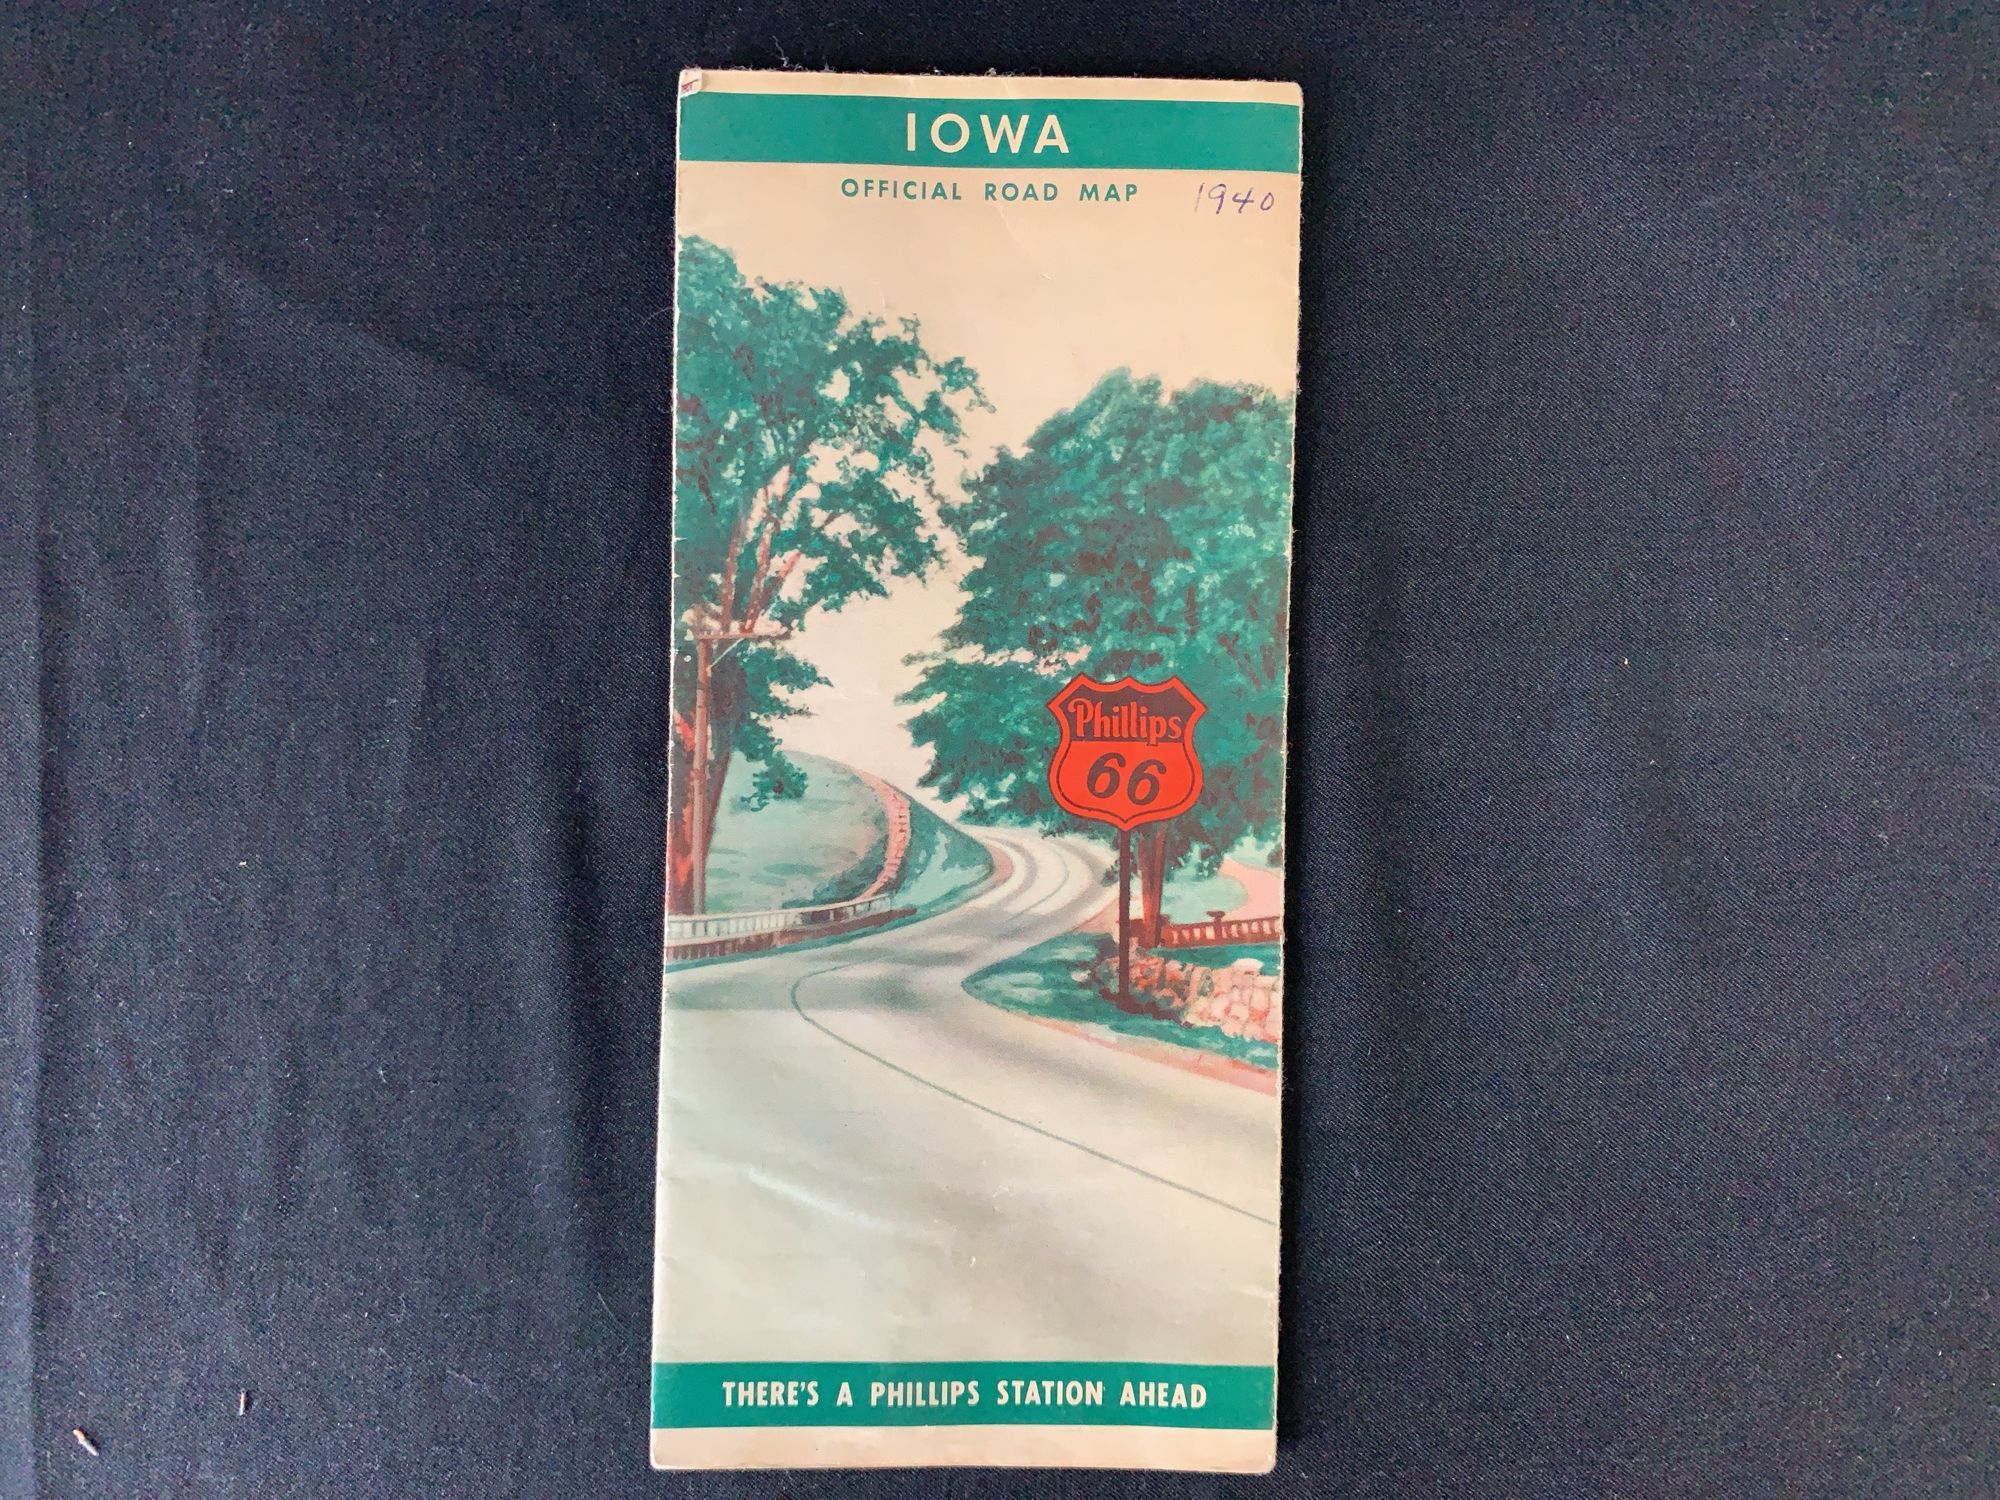 IOWA
OFFICIAL ROAD MAP
1940
Phillips
66
THERE'S A PHILLIPS STATION AHEAD